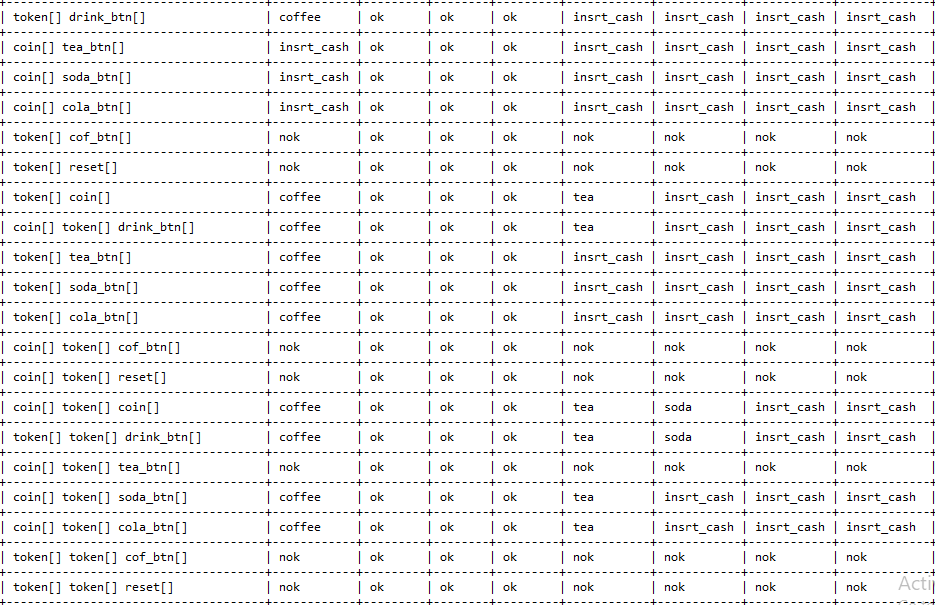 | token[] drink_btn[] | coffee | ok | ok | ok | insrt_cash | insrt_cash | insrt_cash | insrt_cash |
| coin[] tea_btn[] | insrt_cash | ok | ok | ok | insrt_cash | insrt_cash | insrt_cash | insrt_cash |
| coin[] soda_btn[] | insrt_cash | ok | ok | ok | insrt_cash | insrt_cash | insrt_cash | insrt_cash |
| coin[] cola_btn[] | insrt_cash | ok | ok | ok | insrt_cash | insrt_cash | insrt_cash | insrt_cash |
| token[] cof_btn[] | nok | ok | ok | ok | nok | nok | nok | nok |
| token[] reset[] | nok | ok | ok | ok | nok | nok | nok | nok |
| token[] coin[] | coffee | ok | ok | ok | tea | insrt_cash | insrt_cash | insrt_cash |
| coin[] token[] drink_btn[] | coffee | ok | ok | ok | tea | insrt_cash | insrt_cash | insrt_cash |
| token[] tea_btn[] | coffee | ok | ok | ok | insrt_cash | insrt_cash | insrt_cash | insrt_cash |
| token[] soda_btn[] | coffee | ok | ok | ok | insrt_cash | insrt_cash | insrt_cash | insrt_cash |
| token[] cola_btn[] | coffee | ok | ok | ok | insrt_cash | insrt_cash | insrt_cash | insrt_cash |
| coin[] token[] cof_btn[] | nok | ok | ok | ok | nok | nok | nok | nok |
| coin[] token[] reset[] | nok | ok | ok | ok | nok | nok | nok | nok |
| coin[] token[] coin[] | coffee | ok | ok | ok | tea | soda | insrt_cash | insrt_cash |
| token[] token[] drink_btn[] | coffee | ok | ok | ok | tea | soda | insrt_cash | insrt_cash |
| coin[] token[] tea_btn[] | nok | ok | ok | ok | nok | nok | nok | nok |
| coin[] token[] soda_btn[] | coffee | ok | ok | ok | tea | insrt_cash | insrt_cash | insrt_cash |
| coin[] token[] cola_btn[] | coffee | ok | ok | ok | tea | insrt_cash | insrt_cash | insrt_cash |
| token[] token[] cof_btn[] | nok | ok | ok | ok | nok | nok | nok | nok |
| token[] token[] reset[] | nok | ok | ok | ok | nok | nok | nok | nok |